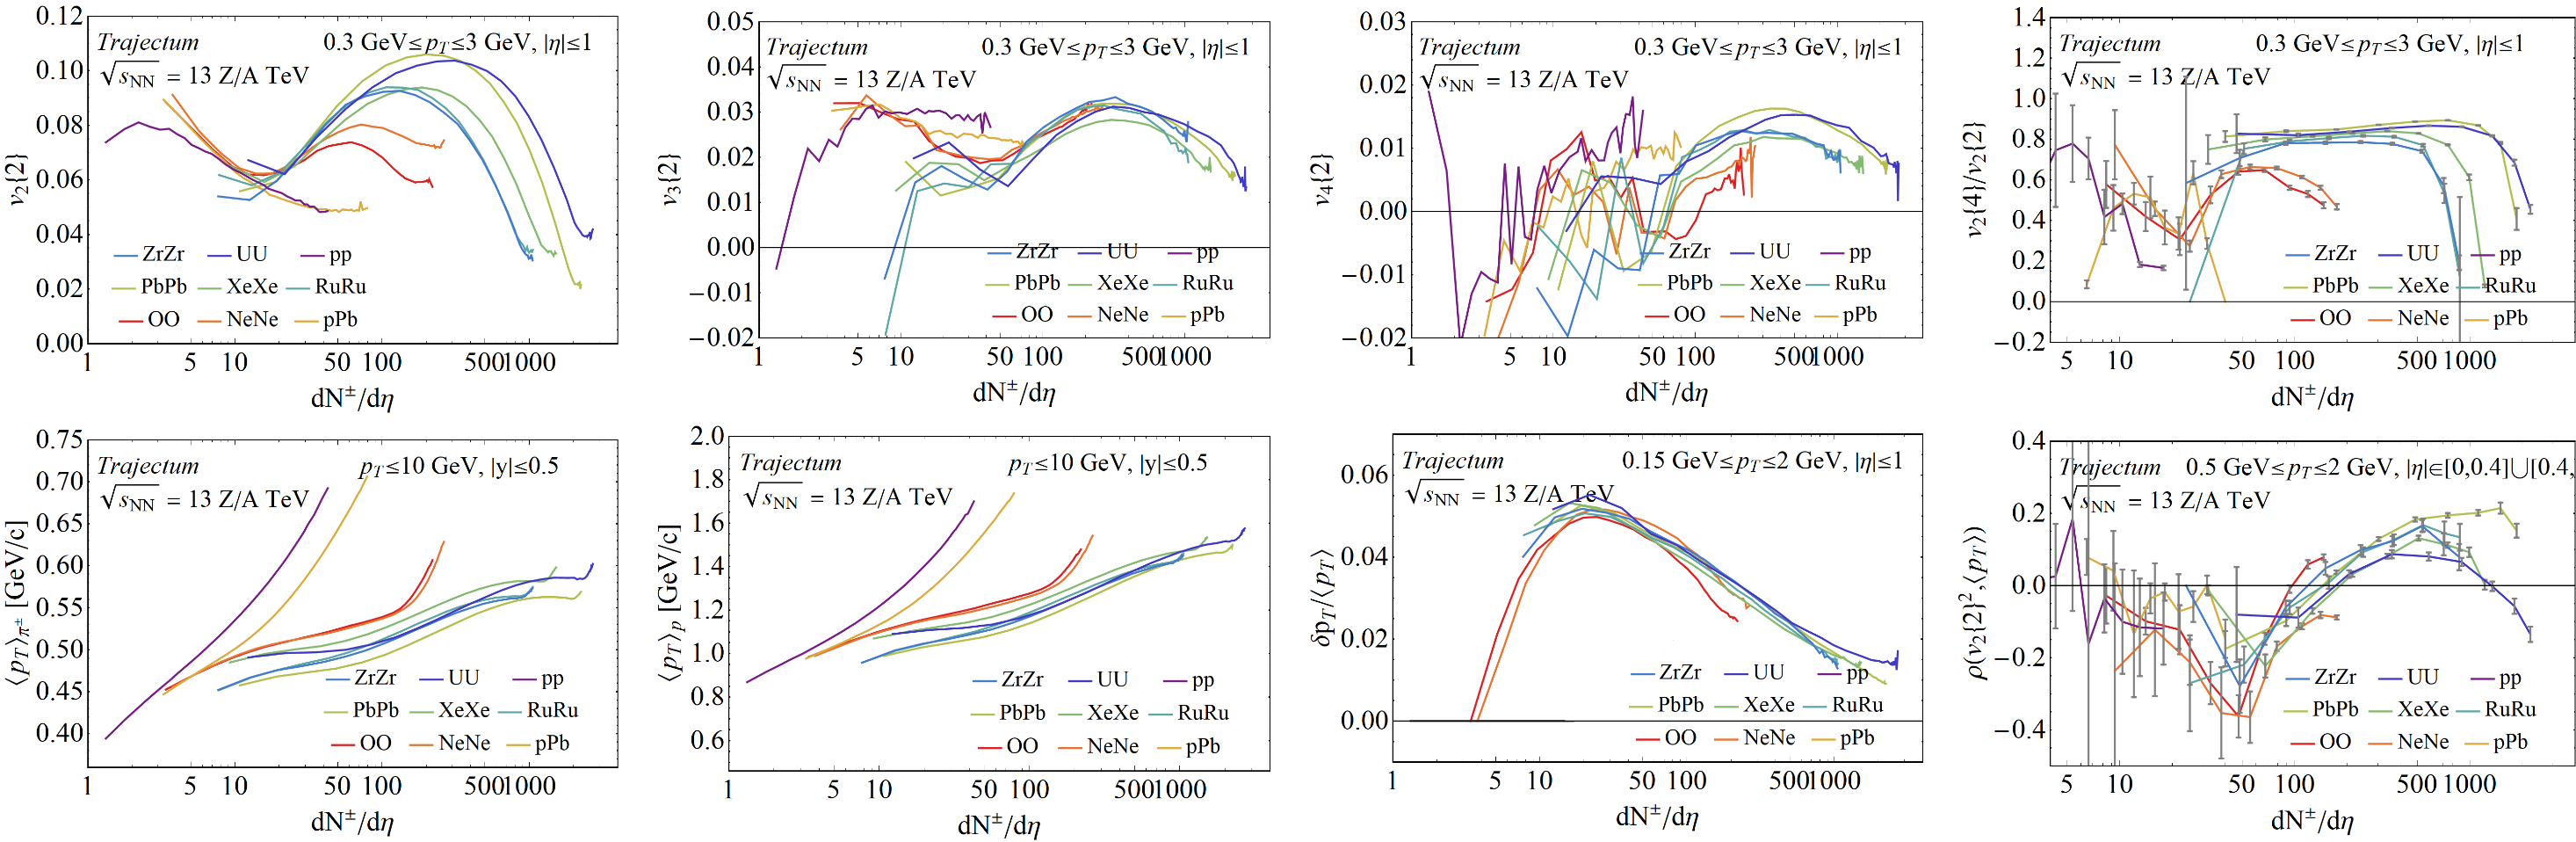 Trajectum 0.3 GeV≤pT≤3 GeV, |η|≤1
√sNN = 13 Z/A TeV
v2{2}
0.12
0.10
0.08
0.06
0.04
0.02
0.00
ZrZr UU pp
PbPb XeXe RuRu
OO NeNe pPb
1 5 10 50 100 500 1000
dN±/dη
Trajectum 0.3 GeV≤pT≤3 GeV, |η|≤1
√sNN = 13 Z/A TeV
v3{2}
0.05
0.04
0.03
0.02
0.01
0.00
−0.01
−0.02
ZrZr UU pp
PbPb XeXe RuRu
OO NeNe pPb
1 5 10 50 100 500 1000
dN±/dη
Trajectum 0.3 GeV≤pT≤3 GeV, |η|≤1
√sNN = 13 Z/A TeV
v4{2}
0.03
0.02
0.01
0.00
−0.01
−0.02
ZrZr UU pp
PbPb XeXe RuRu
OO NeNe pPb
1 5 10 50 100 500 1000
dN±/dη
Trajectum 0.3 GeV≤pT≤3 GeV, |η|≤1
√sNN = 13 Z/A TeV
v2{4}/v2{2}
1.4
1.2
1.0
0.8
0.6
0.4
0.2
0.0
−0.2
ZrZr UU pp
PbPb XeXe RuRu
OO NeNe pPb
5 10 50 100 500 1000
dN±/dη
Trajectum pT≤10 GeV, |y|≤0.5
√sNN = 13 Z/A TeV
⟨pT⟩π± [GeV/c]
0.75
0.70
0.65
0.60
0.55
0.50
0.45
0.40
ZrZr UU pp
PbPb XeXe RuRu
OO NeNe pPb
1 5 10 50 100 500 1000
dN±/dη
Trajectum pT≤10 GeV, |y|≤0.5
√sNN = 13 Z/A TeV
⟨pT⟩p [GeV/c]
2.0
1.8
1.6
1.4
1.2
1.0
0.8
0.6
ZrZr UU pp
PbPb XeXe RuRu
OO NeNe pPb
1 5 10 50 100 500 1000
dN±/dη
Trajectum 0.15 GeV≤pT≤2 GeV, |η|≤1
√sNN = 13 Z/A TeV
δpT/⟨pT⟩
0.06
0.04
0.02
0.00
ZrZr UU pp
PbPb XeXe RuRu
OO NeNe pPb
1 5 10 50 100 500 1000
dN±/dη
Trajectum 0.5 GeV≤pT≤2 GeV, |η|∈[0,0.4]∪[0.4,
√sNN = 13 Z/A TeV
ρ(v2{2}²,⟨pT⟩)
0.4
0.2
0.0
−0.2
−0.4
ZrZr UU pp
PbPb XeXe RuRu
OO NeNe pPb
5 10 50 100 500 1000
dN±/dη